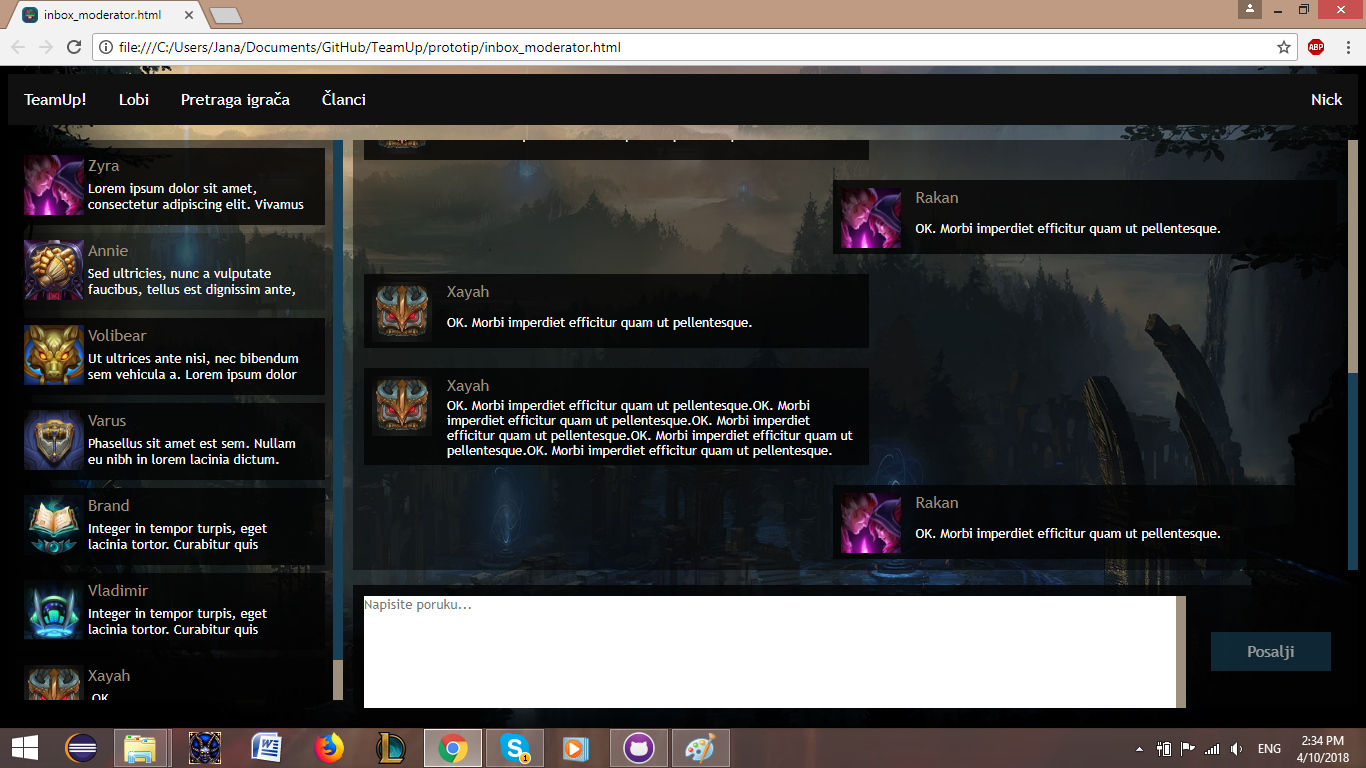 inbox_moderator.html
file:///C:/Users/Jana/Documents/GitHub/TeamUp/prototip/inbox_moderator.html
ABP
TeamUp!
Lobi
Pretraga igrača
Članci
Nick
Zyra
Lorem ipsum dolor sit amet,
consectetur adipiscing elit. Vivamus
Annie
Sed ultricies, nunc a vulputate
faucibus, tellus est dignissim ante,
Volibear
Ut ultrices ante nisi, nec bibendum
sem vehicula a. Lorem ipsum dolor
Varus
Phasellus sit amet est sem. Nullam
eu nibh in lorem lacinia dictum.
Brand
Integer in tempor turpis, eget
lacinia tortor. Curabitur quis
Vladimir
Integer in tempor turpis, eget
lacinia tortor. Curabitur quis
Xayah
OK.
Rakan
OK. Morbi imperdiet efficitur quam ut pellentesque.
Xayah
OK. Morbi imperdiet efficitur quam ut pellentesque.
Xayah
OK. Morbi imperdiet efficitur quam ut pellentesque.OK. Morbi
imperdiet efficitur quam ut pellentesque.OK. Morbi imperdiet
efficitur quam ut pellentesque.OK. Morbi imperdiet efficitur quam ut
pellentesque.OK. Morbi imperdiet efficitur quam ut pellentesque.
Rakan
OK. Morbi imperdiet efficitur quam ut pellentesque.
Napisite poruku...
Posalji
1
ENG
2:34 PM
4/10/2018